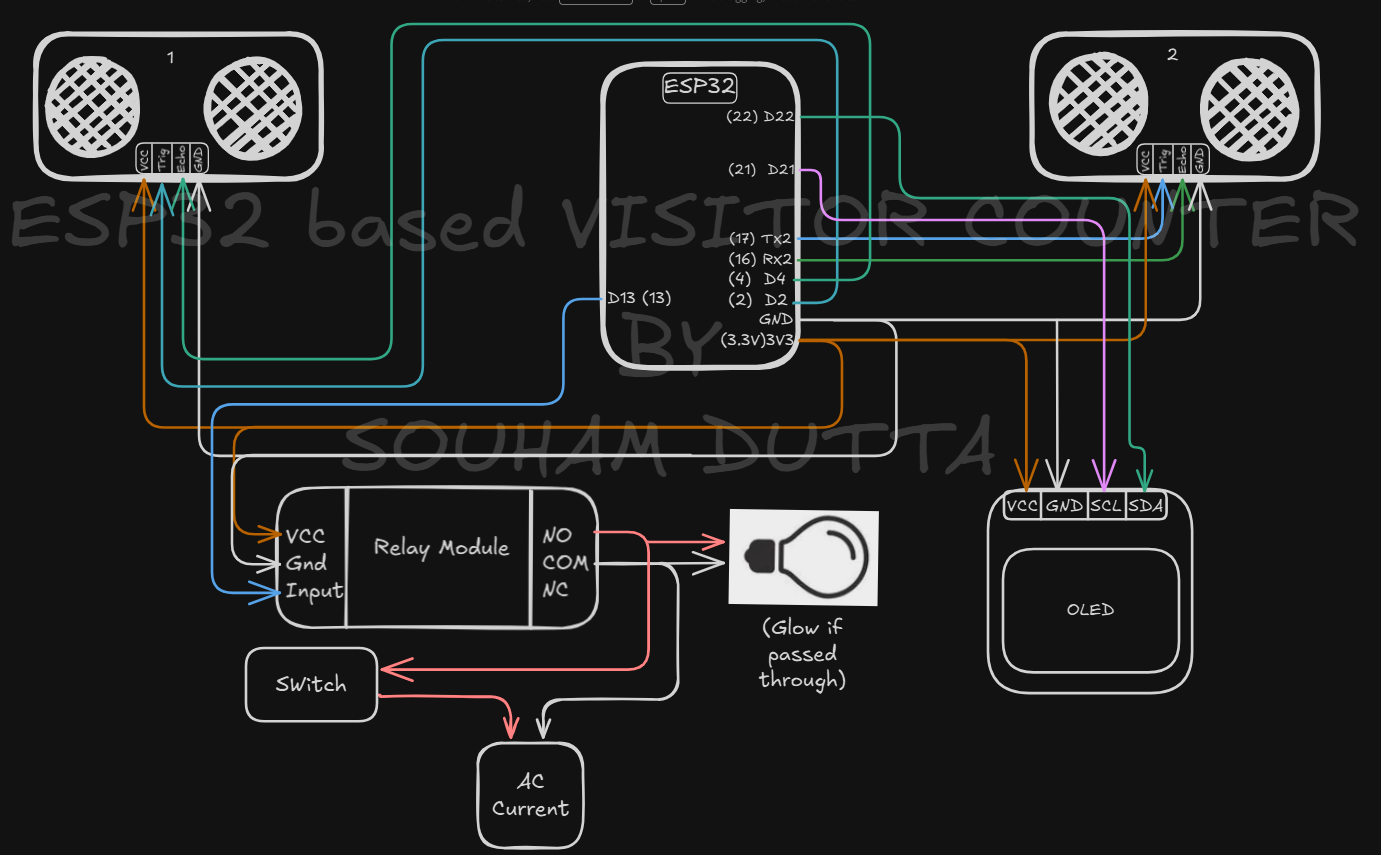 1
VCC
Trig
Echo
GND
ESP32
(22) D22
(21) D21
(17) TX2
(16) RX2
(4) D4
(2) D2
GND
(3.3V)3V3
D13 (13)
2
VCC
Trig
Echo
GND
ESP32 based VISITOR COUNTER
BY
SOUHAM DUTTA
VCC
Gnd
Input
Relay Module
NO
COM
NC
(Glow if
passed
through)
VCC
GND
SCL
SDA
OLED
SWitch
AC
Current